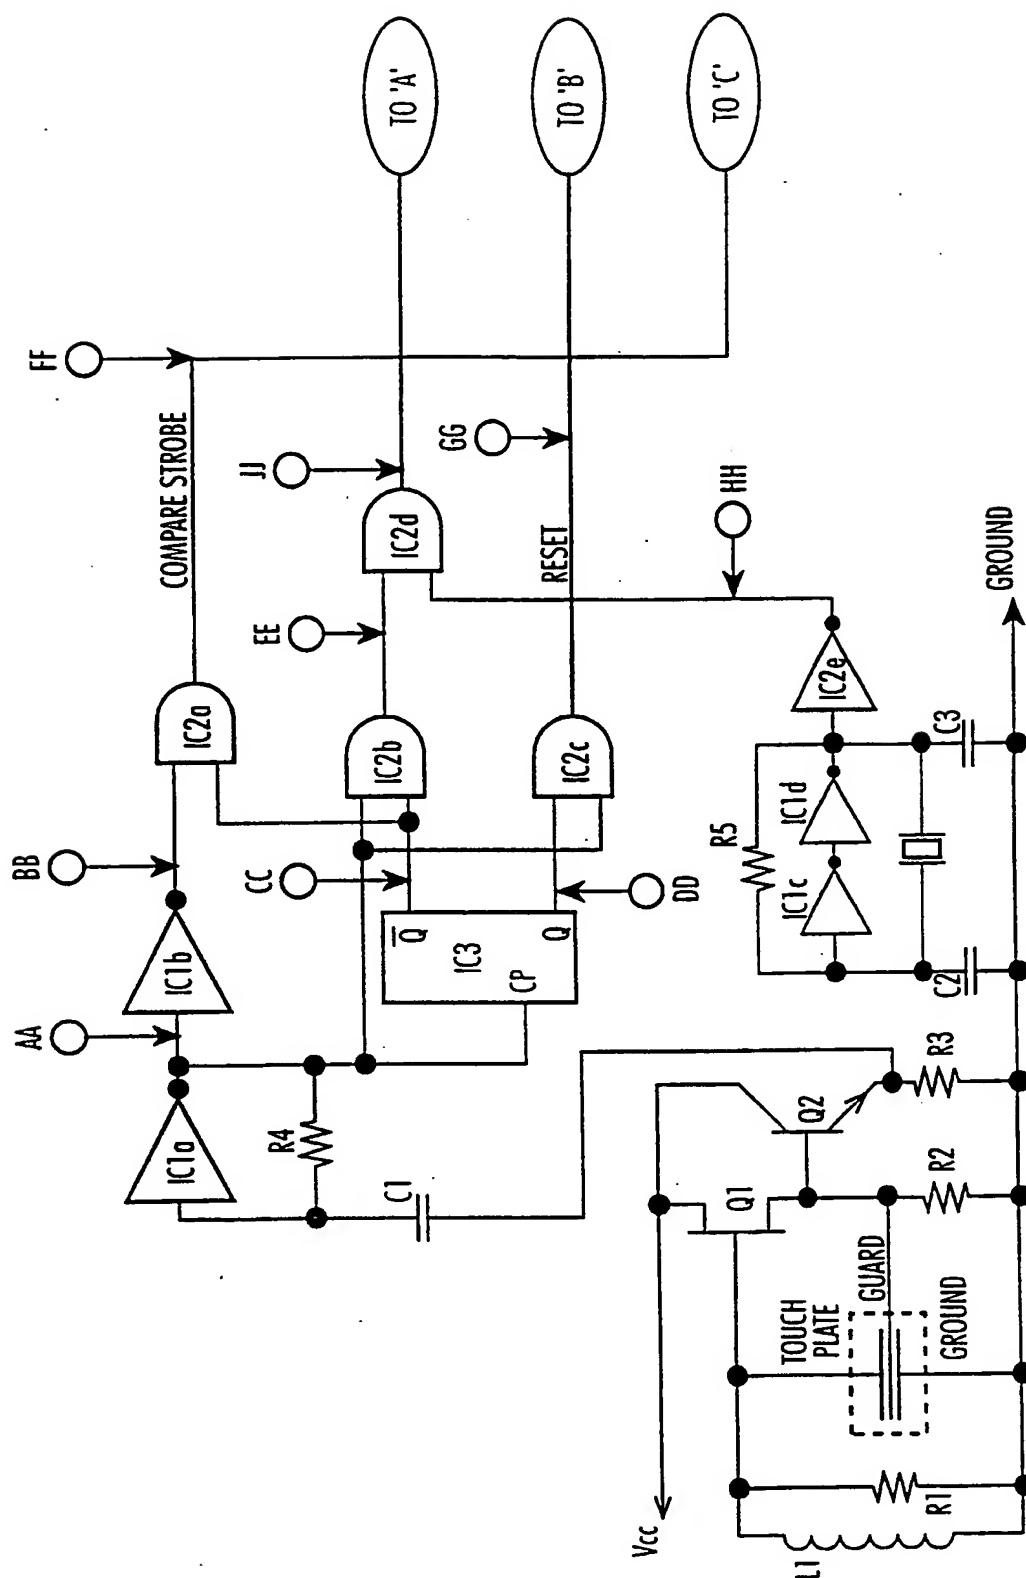 FF
COMPARE STROBE
TO 'A'
TO 'B'
TO 'C'
JJ
GG
EE
HH
RESET
IC2d
IC2a
IC2b
IC2c
IC2e
BB
CC
DD
AA
IC1b
IC3
Q
Q
CP
IC1a
R4
C1
R5
IC1c
IC1d
C2
C3
GROUND
Vcc
Q1
Q2
R3
R2
TOUCH
PLATE
GUARD
GROUND
R1
L1